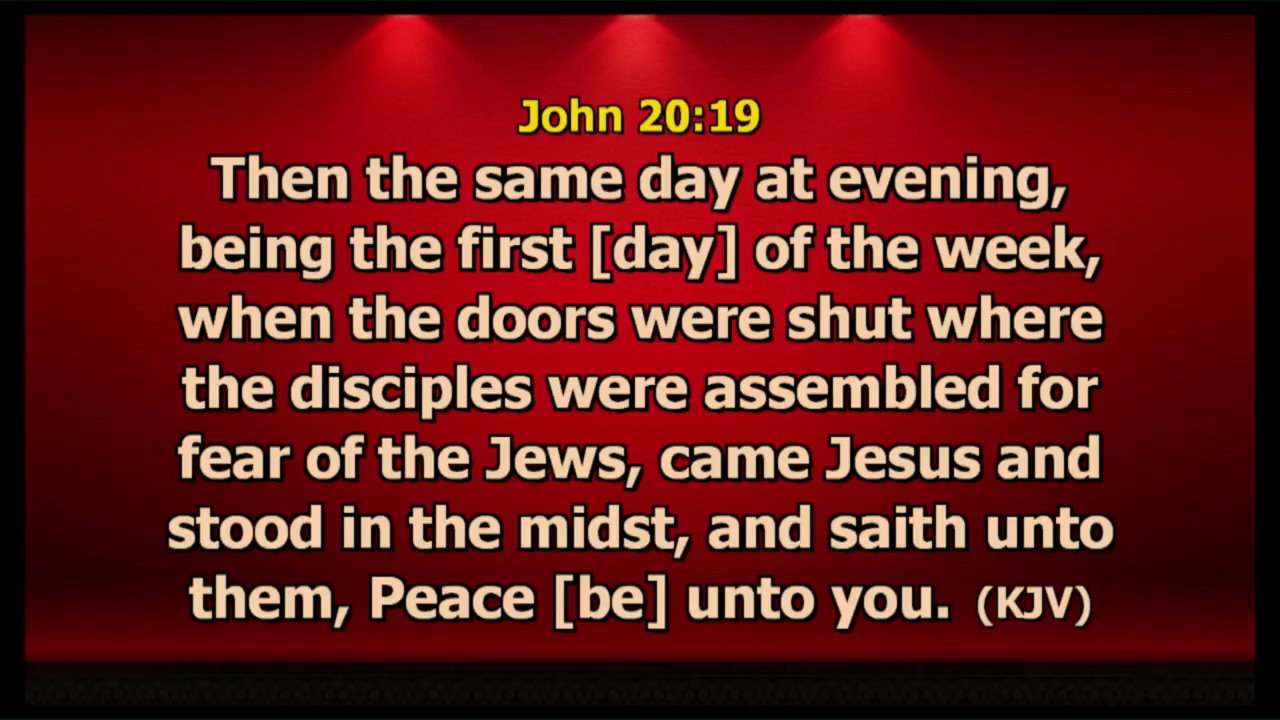 John 20:19
Then the same day at evening,
being the first [day] of the week,
when the doors were shut where
the disciples were assembled for
fear of the Jews, came Jesus and
stood in the midst, and saith unto
them, Peace [be] unto you. (KJV)